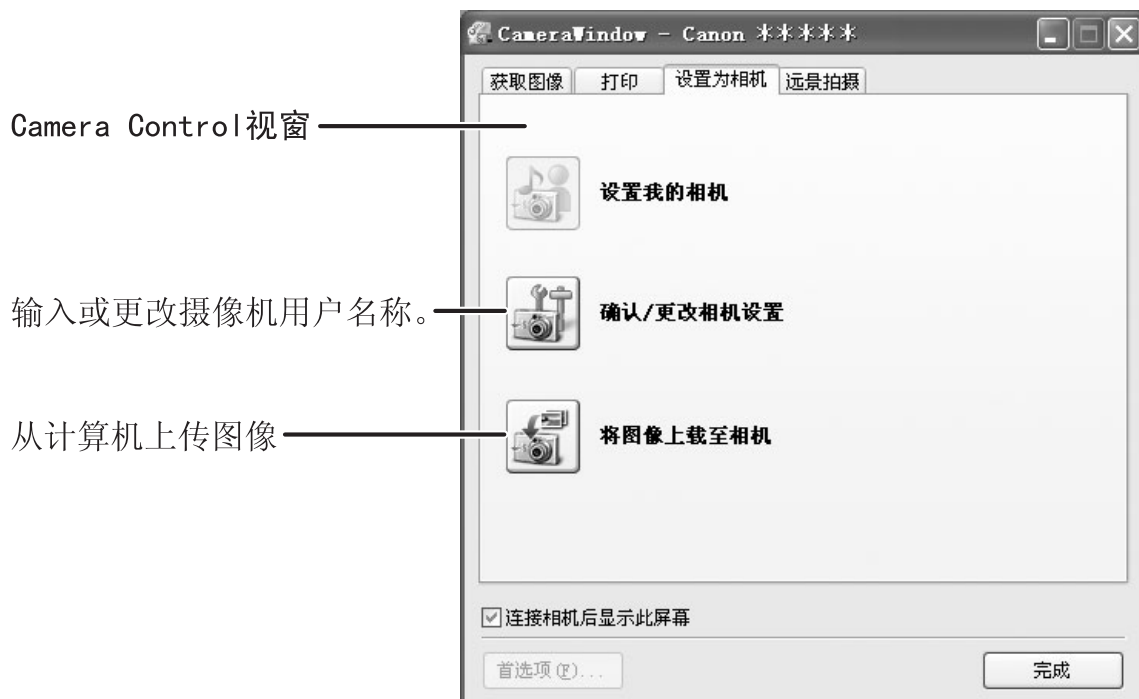 CameraWindow - Canon *****
获取图像 打印 设置为相机 远景拍摄
Camera Control视窗
设置我的相机
输入或更改摄像机用户名称。
确认/更改相机设置
从计算机上传图像
将图像上载至相机
连接相机后显示此屏幕
首选项(F)...
完成